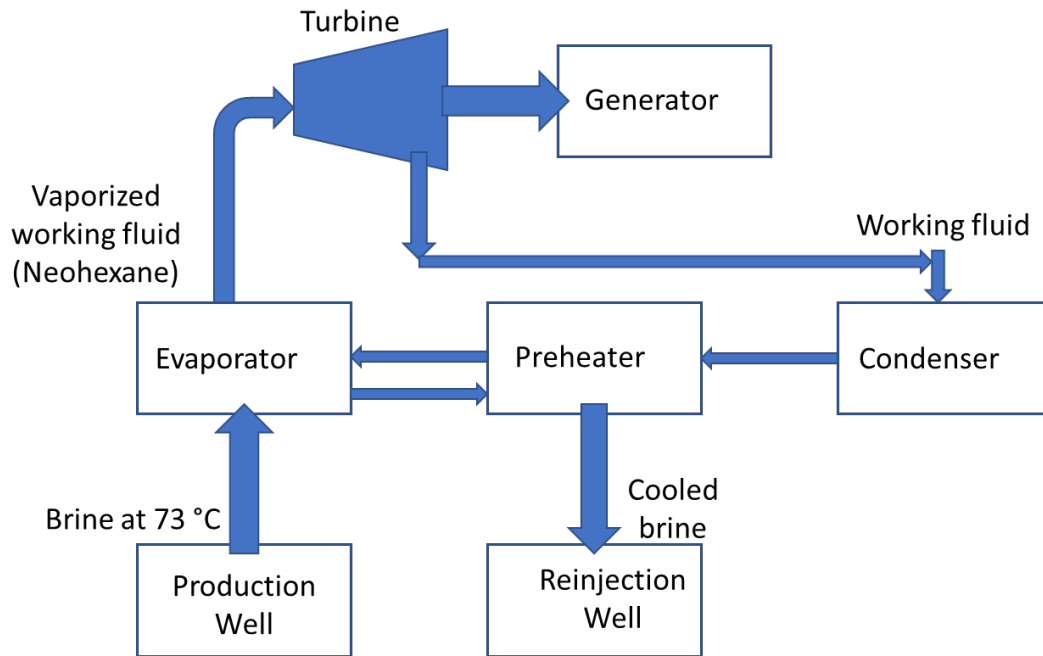 Turbine
Generator
Vaporized
working fluid
(Neohexane)
Working fluid
Evaporator
Preheater
Condenser
Brine at 73 °C
Cooled
brine
Production
Well
Reinjection
Well